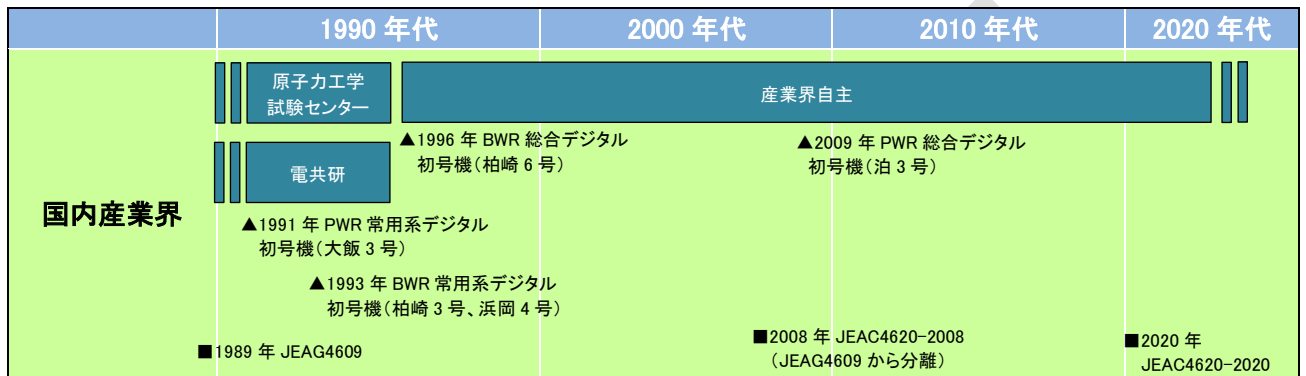 1990 年代
2000 年代
2010 年代
2020 年代
国内産業界
原子力工学
試験センター
産業界自主
▲1996 年 BWR 総合デジタル
初号機(柏崎 6 号)
▲2009 年 PWR 総合デジタル
初号機(泊 3 号)
電共研
▲1991 年 PWR 常用系デジタル
初号機(大飯 3 号)
▲1993 年 BWR 常用系デジタル
初号機(柏崎 3 号、浜岡 4 号)
■1989 年 JEAG4609
■2008 年 JEAC4620-2008
(JEAG4609 から分離)
■2020 年
JEAC4620-2020